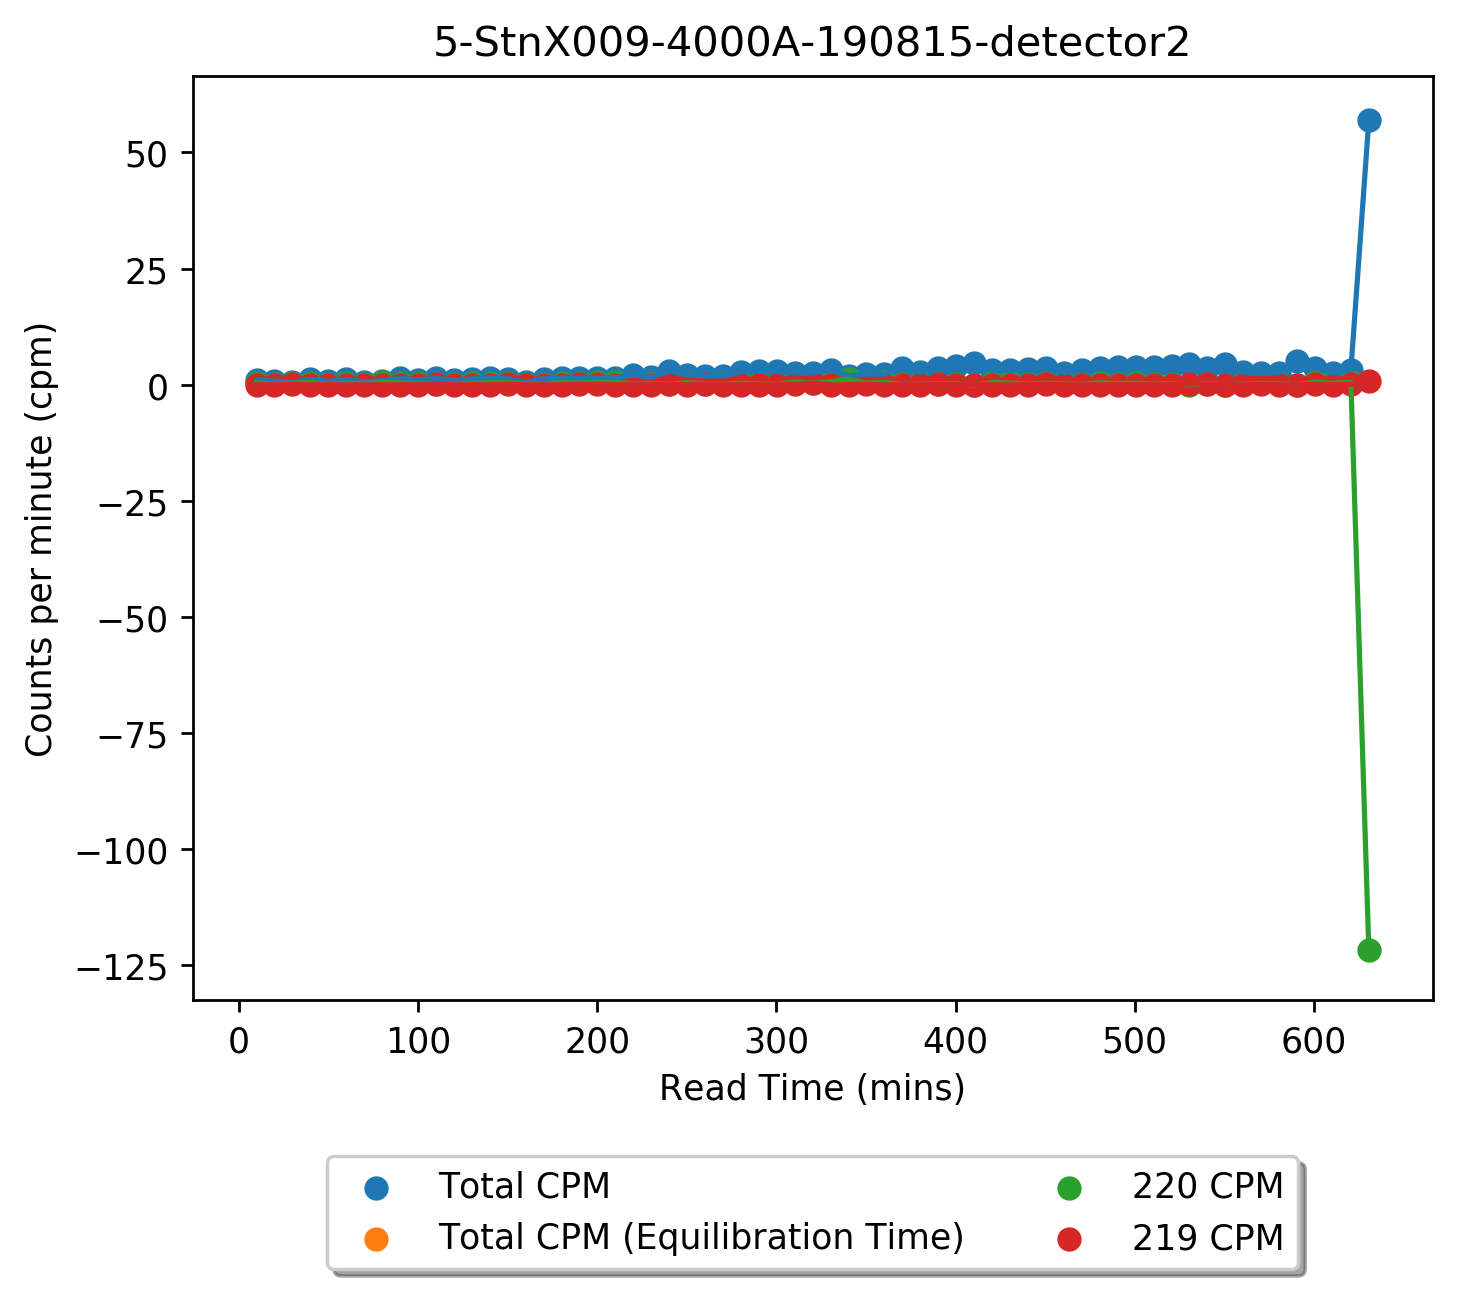 5-StnX009-4000A-190815-detector2
50
25
0
−25
−50
−75
−100
−125
Counts per minute (cpm)
0 100 200 300 400 500 600
Read Time (mins)
Total CPM
Total CPM (Equilibration Time)
220 CPM
219 CPM